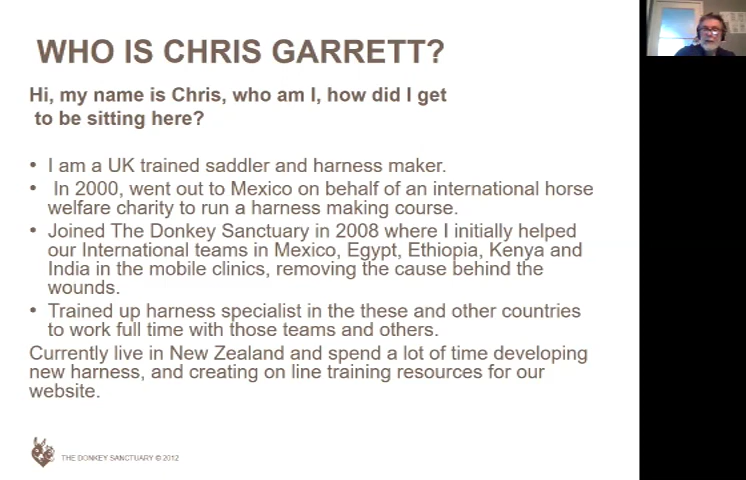 WHO IS CHRIS GARRETT?
Hi, my name is Chris, who am I, how did I get
to be sitting here?
• I am a UK trained saddler and harness maker.
• In 2000, went out to Mexico on behalf of an international horse
welfare charity to run a harness making course.
• Joined The Donkey Sanctuary in 2008 where I initially helped
our International teams in Mexico, Egypt, Ethiopia, Kenya and
India in the mobile clinics, removing the cause behind the
wounds.
• Trained up harness specialist in the these and other countries
to work full time with those teams and others.
Currently live in New Zealand and spend a lot of time developing
new harness, and creating on line training resources for our
website.
THE DONKEY SANCTUARY © 2012